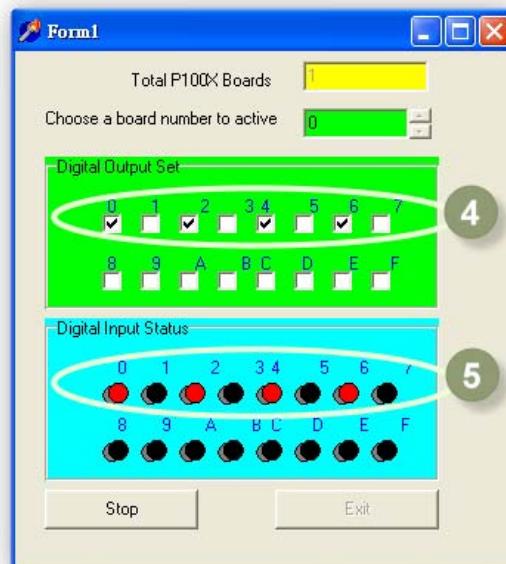 Form1
Total P100X Boards 1
Choose a board number to active 0
Digital Output Set
0 1 2 3 4 5 6 7
4
8 9 A B C D E F
Digital Input Status
0 1 2 3 4 5 6 7
5
8 9 A B C D E F
Stop Exit